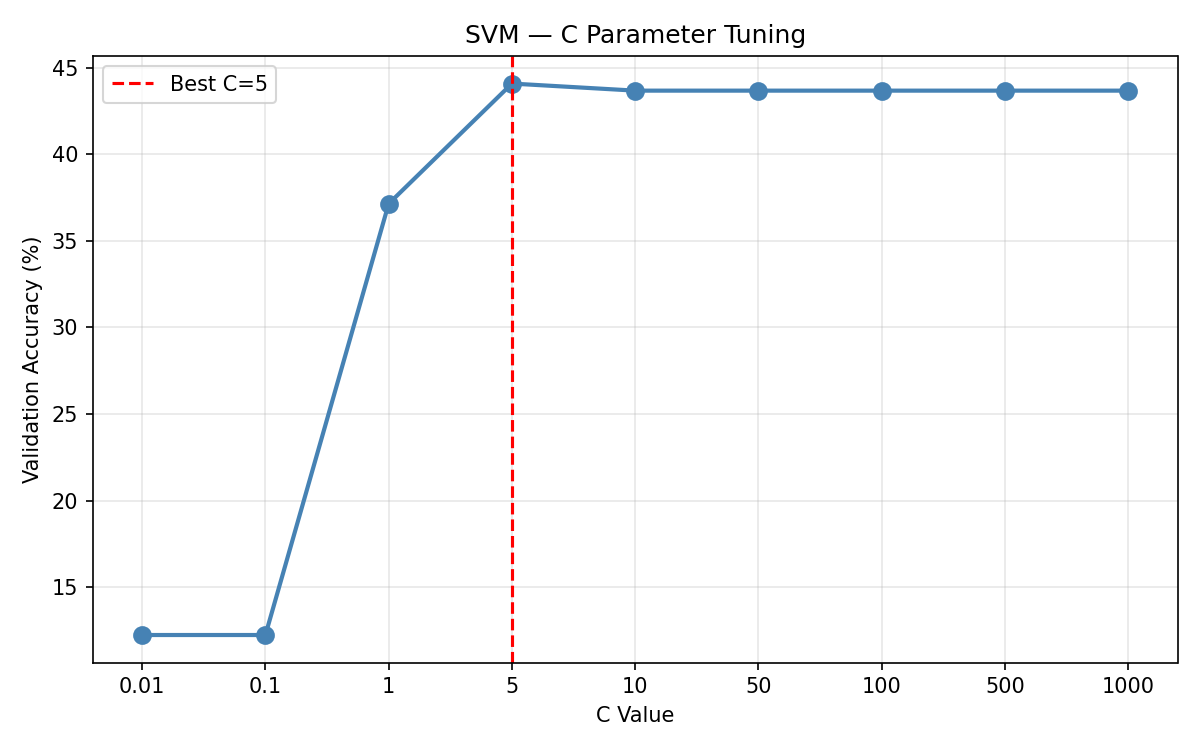 SVM — C Parameter Tuning
Best C=5
Validation Accuracy (%)
45
40
35
30
25
20
15
0.01 0.1 1 5 10 50 100 500 1000
C Value